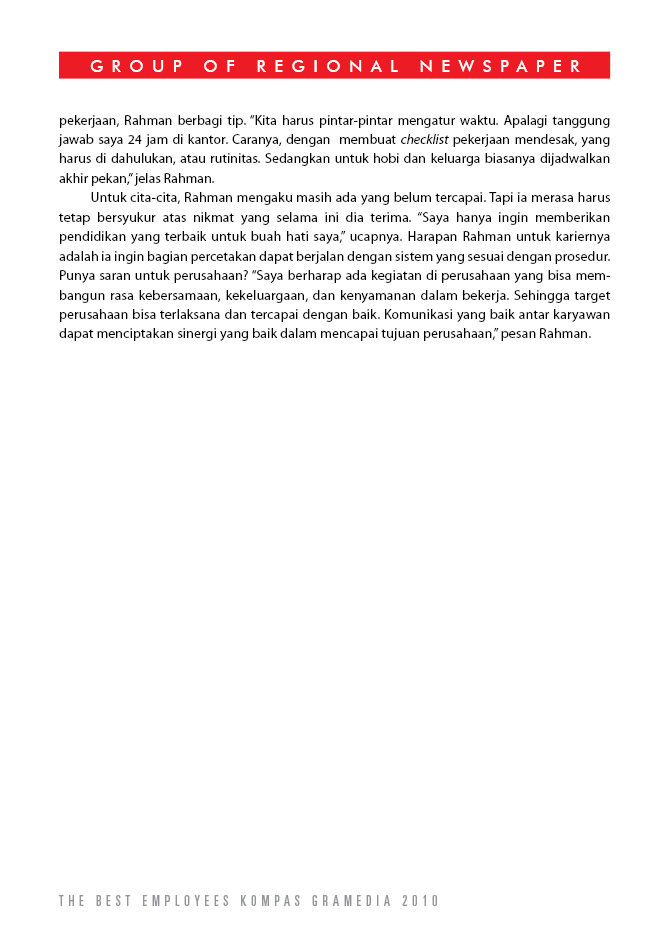 GROUP OF REGIONAL NEWSPAPER
pekerjaan, Rahman berbagi tip. “Kita harus pintar-pintar mengatur waktu. Apalagi tanggung
jawab saya 24 jam di kantor. Caranya, dengan  membuat checklist pekerjaan mendesak, yang
harus di dahulukan, atau rutinitas. Sedangkan untuk hobi dan keluarga biasanya dijadwalkan
akhir pekan,” jelas Rahman.
Untuk cita-cita, Rahman mengaku masih ada yang belum tercapai. Tapi ia merasa harus
tetap bersyukur atas nikmat yang selama ini dia terima. “Saya hanya ingin memberikan
pendidikan yang terbaik untuk buah hati saya,” ucapnya. Harapan Rahman untuk kariernya
adalah ia ingin bagian percetakan dapat berjalan dengan sistem yang sesuai dengan prosedur.
Punya saran untuk perusahaan? “Saya berharap ada kegiatan di perusahaan yang bisa mem-
bangun rasa kebersamaan, kekeluargaan, dan kenyamanan dalam bekerja. Sehingga target
perusahaan bisa terlaksana dan tercapai dengan baik. Komunikasi yang baik antar karyawan
dapat menciptakan sinergi yang baik dalam mencapai tujuan perusahaan,” pesan Rahman.
THE BEST EMPLOYEES KOMPAS GRAMEDIA 2010